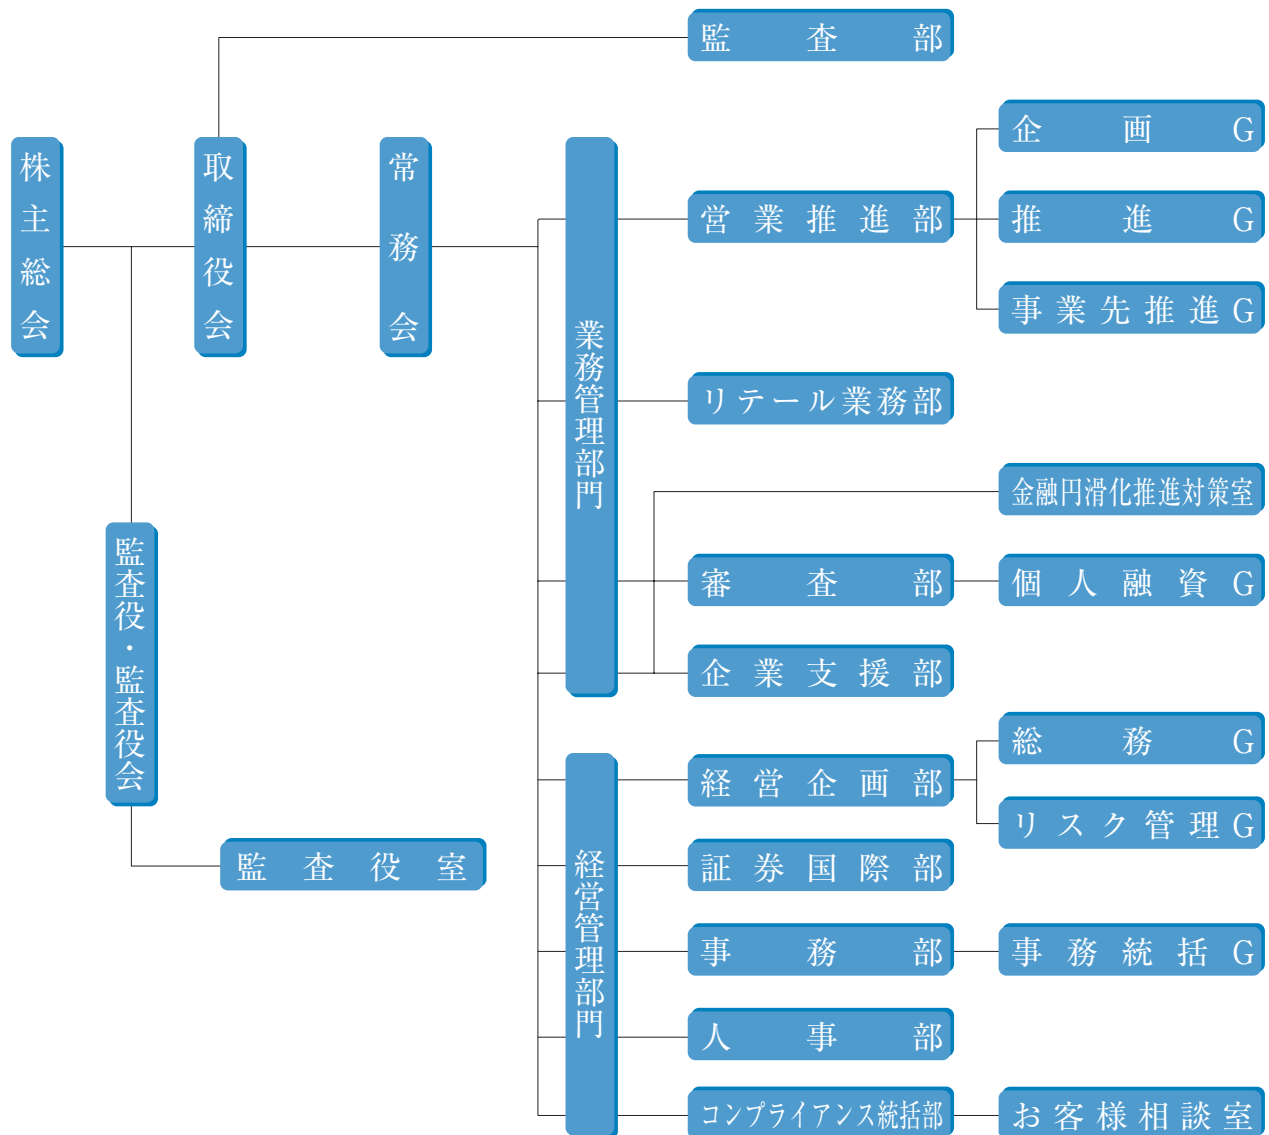 監査部
株主総会
取締役会
常務会
監査役・監査役会
監査役室
業務管理部門
営業推進部
企画G
推進G
事業先推進G
リテール業務部
金融円滑化推進対策室
審査部
個人融資G
企業支援部
経営管理部門
経営企画部
総務G
リスク管理G
証券国際部
事務部
事務統括G
人事部
コンプライアンス統括部
お客様相談室